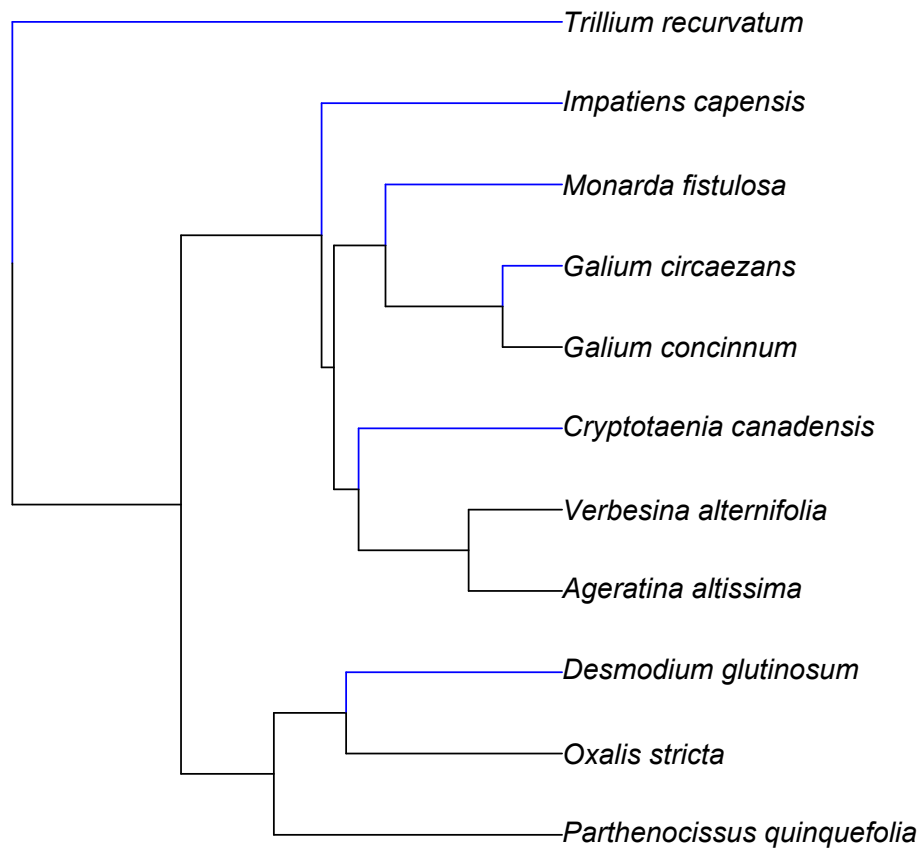 Trillium recurvatum
Impatiens capensis
Monarda fistulosa
Galium circaezans
Galium concinnum
Cryptotaenia canadensis
Verbesina alternifolia
Ageratina altissima
Desmodium glutinosum
Oxalis stricta
Parthenocissus quinquefolia